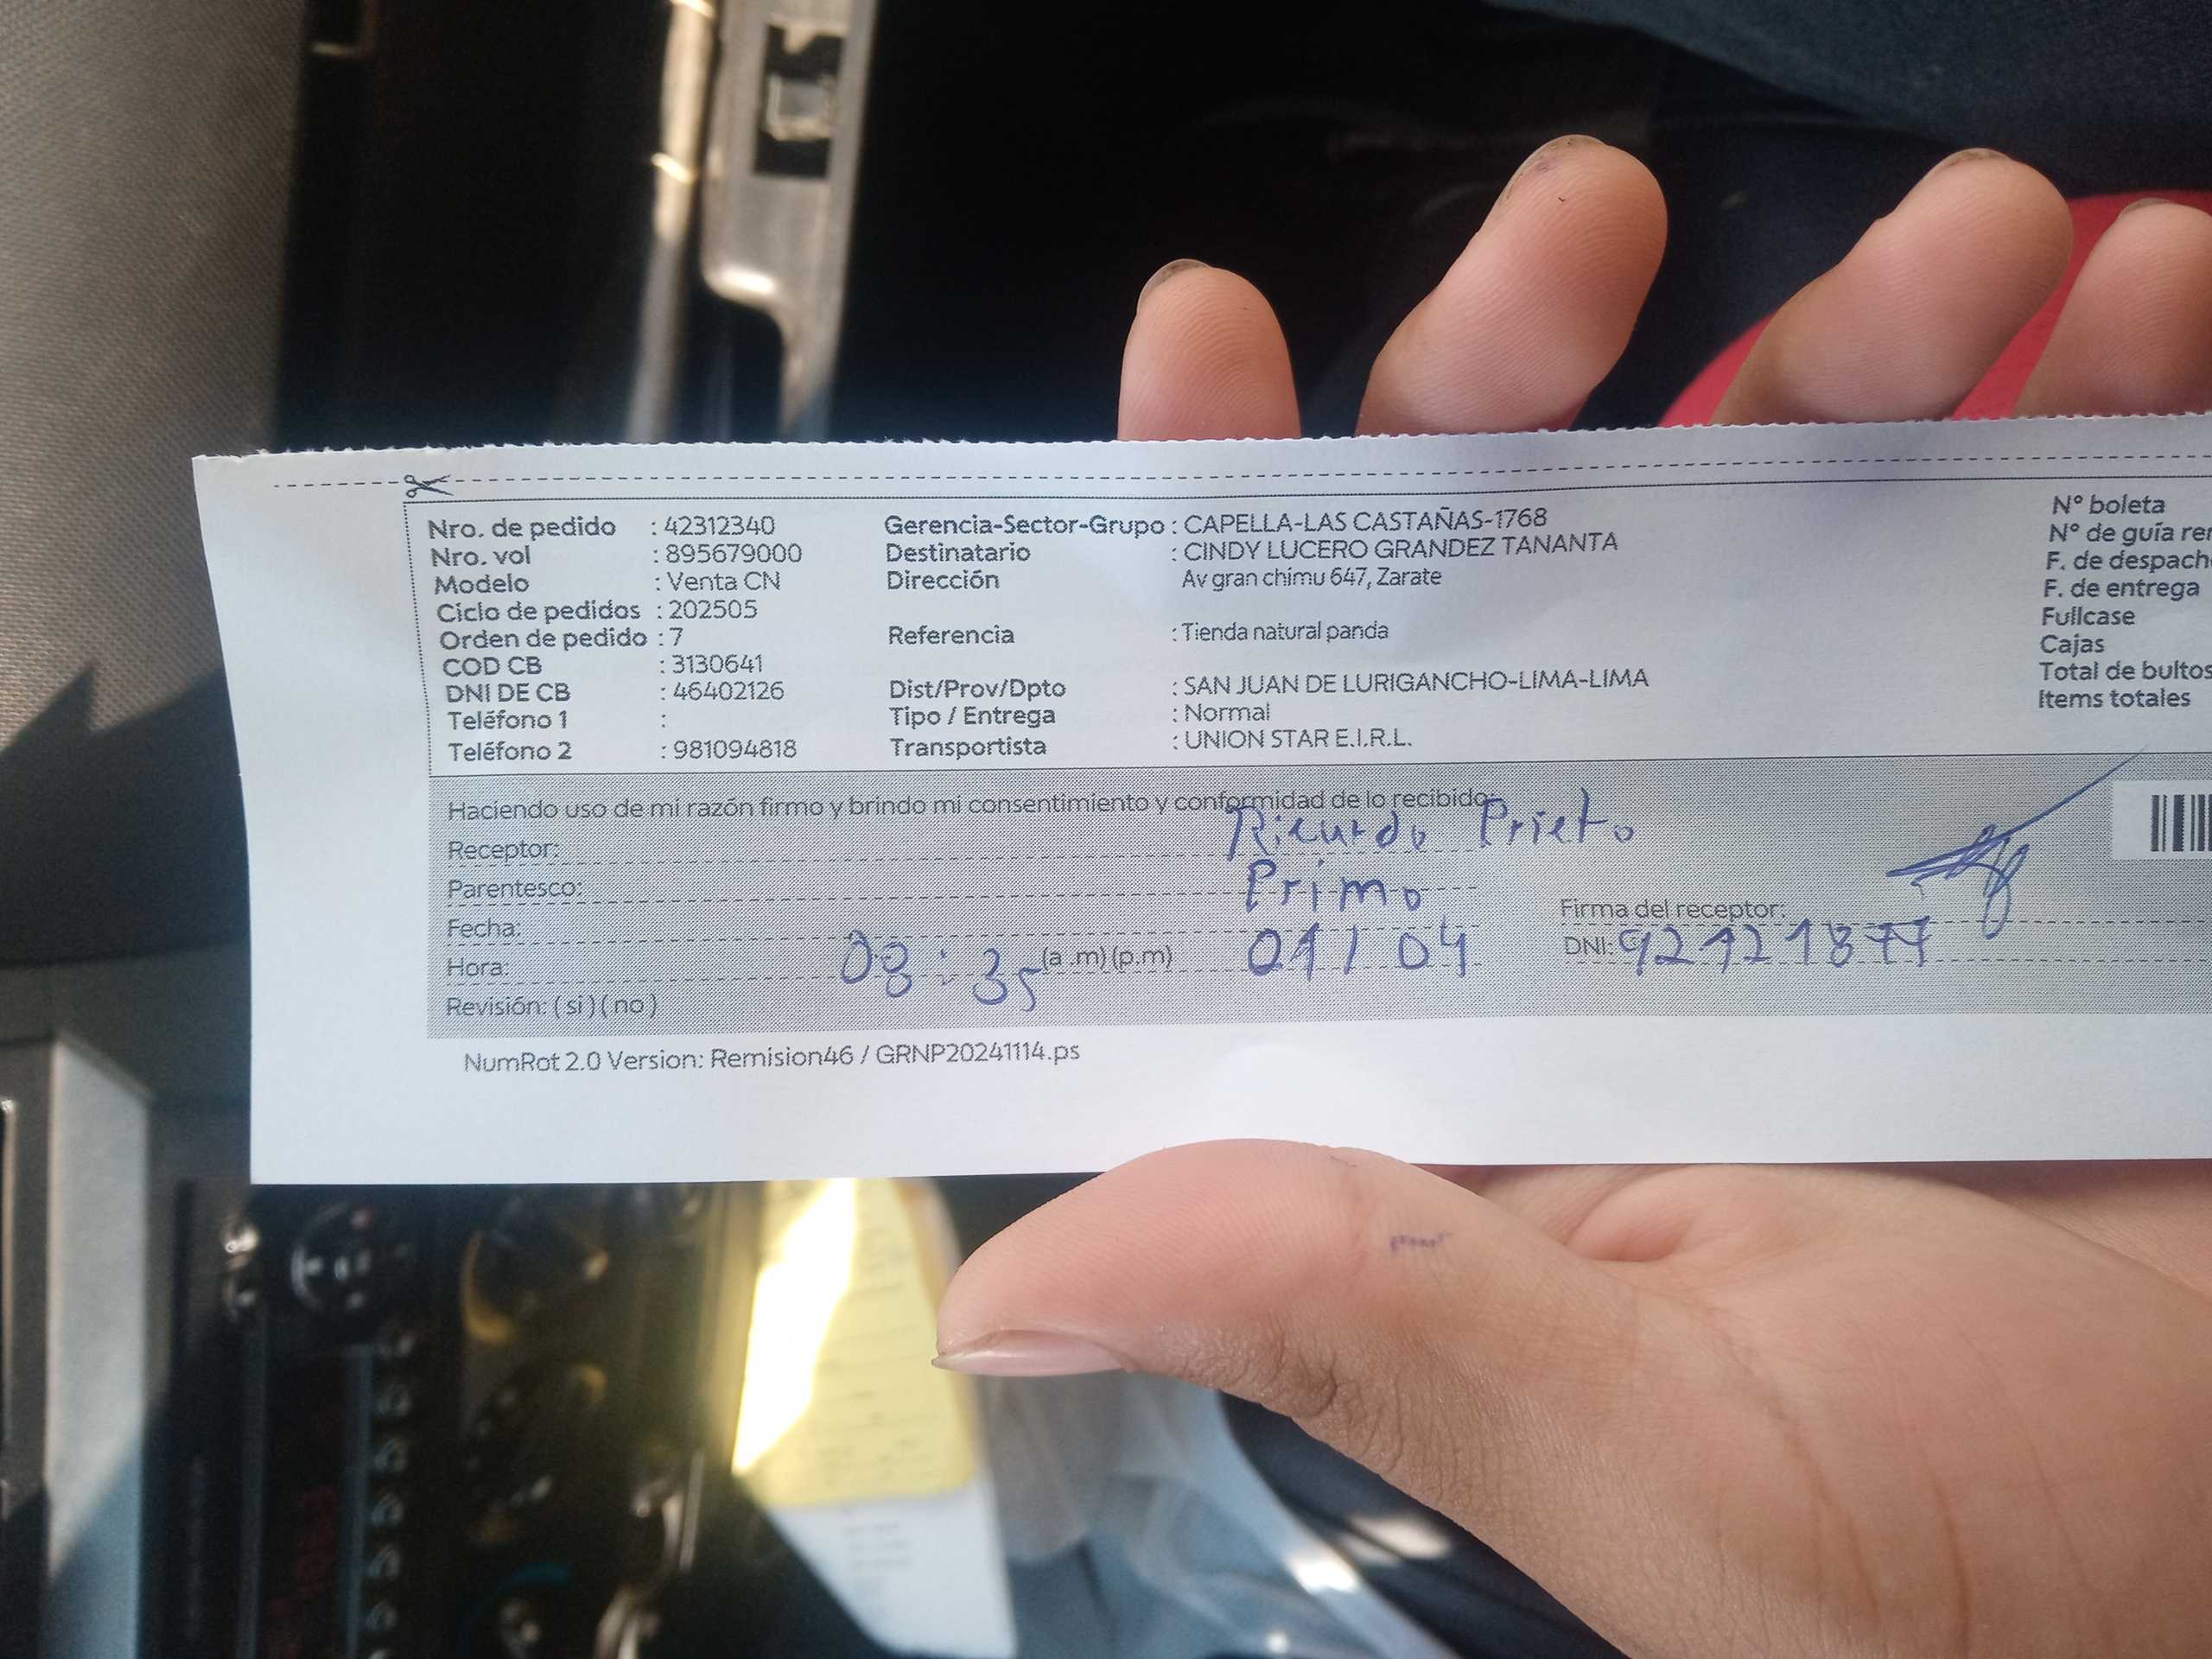 Nro. de pedido : 42312340 Gerencia-Sector-Grupo : CAPELLA-LAS CASTAÑAS-1768 N° boleta
Nro. vol : 895679000 Destinatario : CINDY LUCERO GRANDEZ TANANTA N° de guía rem
Modelo : Venta CN Dirección Av gran chimu 647, Zarate F. de despach
Ciclo de pedidos : 202505 F. de entrega
Orden de pedido : 7 Referencia : Tienda natural panda Fullcase
COD CB : 3130641 Cajas
DNI DE CB : 46402126 Dist/Prov/Dpto : SAN JUAN DE LURIGANCHO-LIMA-LIMA Total de bultos
Teléfono 1 : Tipo / Entrega : Normal Items totales
Teléfono 2 : 981094818 Transportista : UNION STAR E.I.R.L.
Haciendo uso de mi razón firmo y brindo mi consentimiento y conformidad de lo recibido:
Receptor: Ricardo Prieto
Parentesco: Primo
Fecha: 01 / 04 Firma del receptor:
Hora: 08 : 35 (a .m) (p.m) DNI:
Revisión: ( si ) ( no )
NumRot 2.0 Version: Remision46 / GRNP20241114.ps